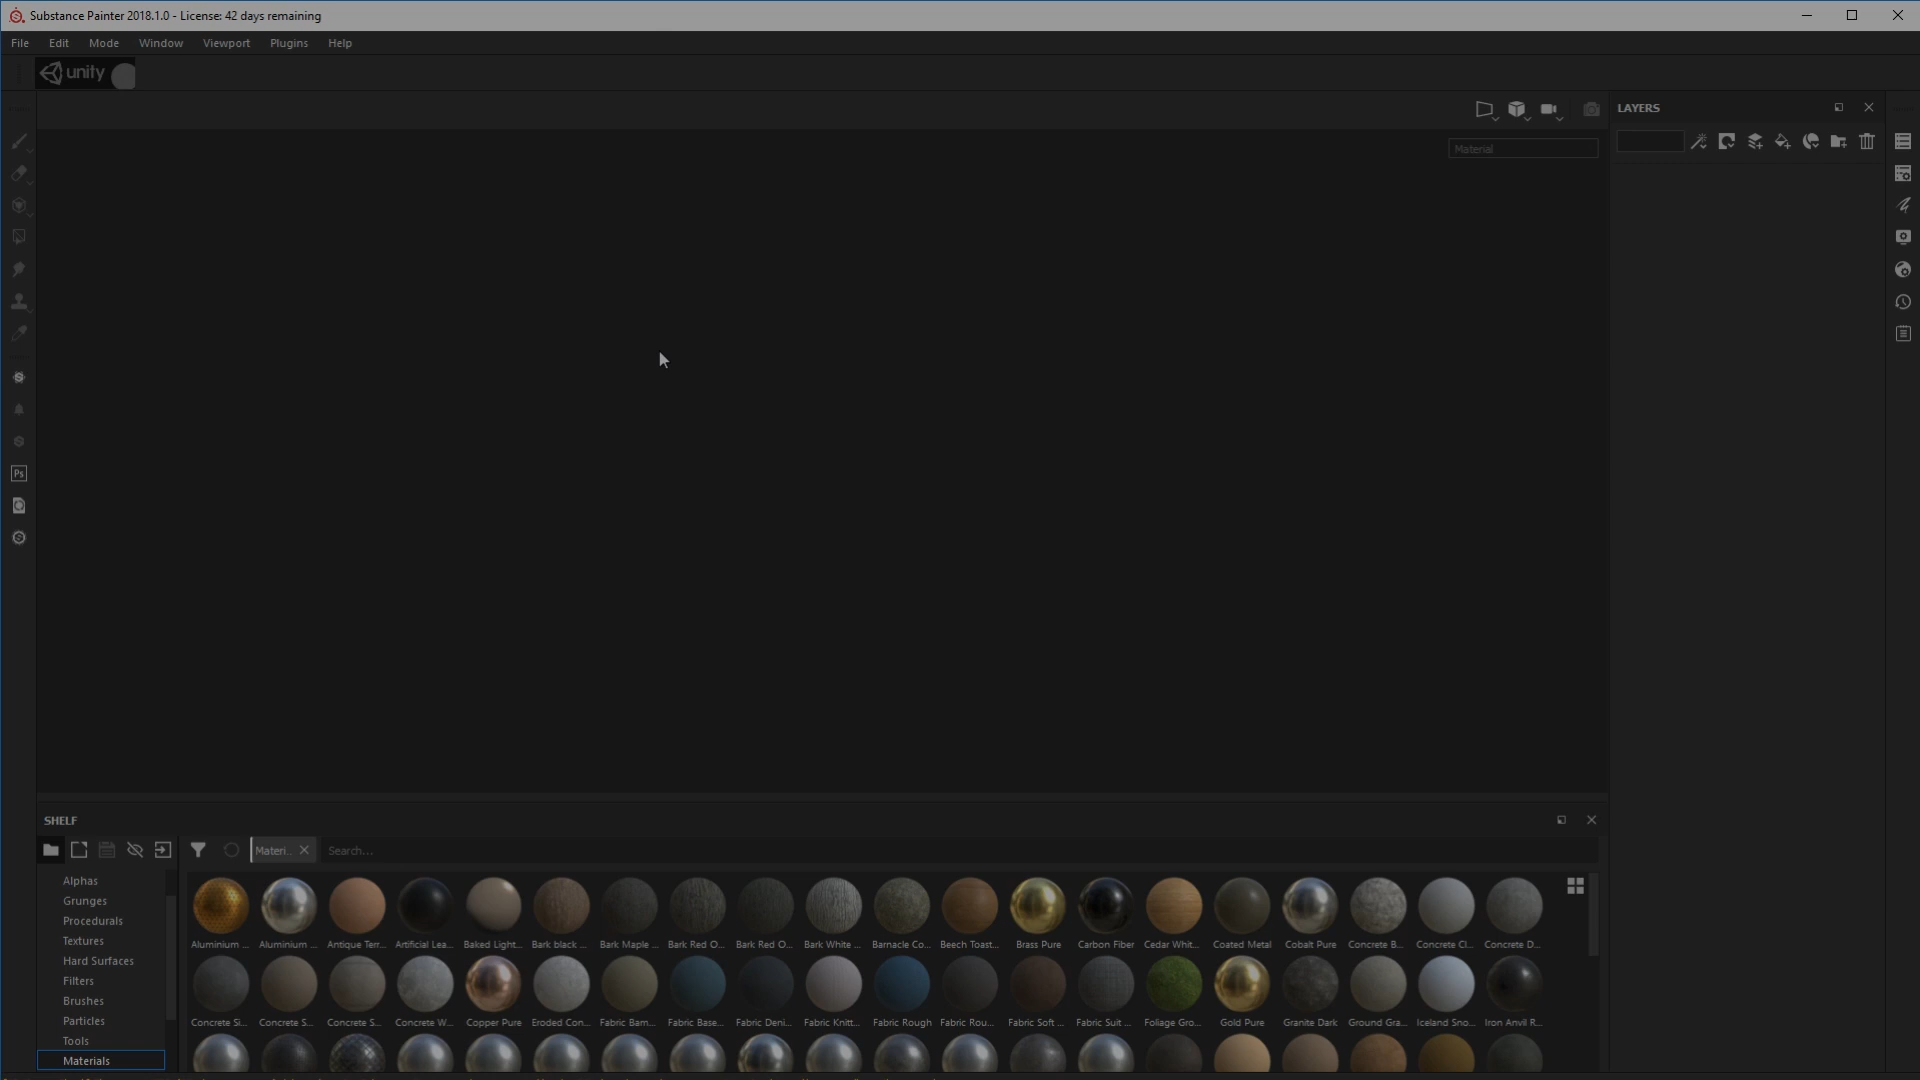 Substance Painter 2018.1.0 - License: 42 days remaining
File Edit Mode Window Viewport Plugins Help
unity
LAYERS
Material
SHELF
Materi.. Search...
Alphas
Grunges
Procedurals
Textures
Hard Surfaces
Filters
Brushes
Particles
Tools
Materials
Aluminium ... Aluminium ... Antique Terr... Artificial Lea... Baked Light... Bark black ... Bark Maple ... Bark Red O... Bark Red O... Bark White ... Barnacle Co... Beech Toast... Brass Pure Carbon Fiber Cedar Whit... Coated Metal Cobalt Pure Concrete B... Concrete Cl... Concrete D...
Concrete Si... Concrete S... Concrete S... Concrete W... Copper Pure Eroded Con... Fabric Bam... Fabric Base... Fabric Deni... Fabric Knitt... Fabric Rough Fabric Rou... Fabric Soft ... Fabric Suit ... Foliage Gro... Gold Pure Granite Dark Ground Gra... Iceland Sno... Iron Anvil R...
Ps